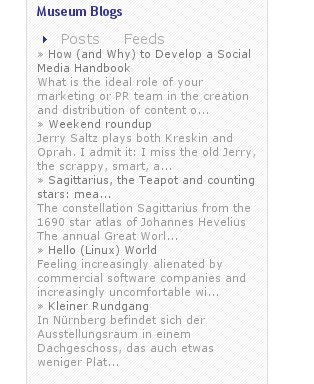 Museum Blogs
Posts Feeds
» How (and Why) to Develop a Social
Media Handbook
What is the ideal role of your
marketing or PR team in the creation
and distribution of content o...
» Weekend roundup
Jerry Saltz plays both Kreskin and
Oprah. I admit it: I miss the old Jerry,
the scrappy, smart, a...
» Sagittarius, the Teapot and counting
stars: mea...
The constellation Sagittarius from the
1690 star atlas of Johannes Hevelius
The annual Great Worl...
» Hello (Linux) World
Feeling increasingly alienated by
commercial software companies and
increasingly uncomfortable wi...
» Kleiner Rundgang
In Nürnberg befindet sich der
Ausstellungsraum in einem
Dachgeschoss, das auch etwas
weniger Plat...